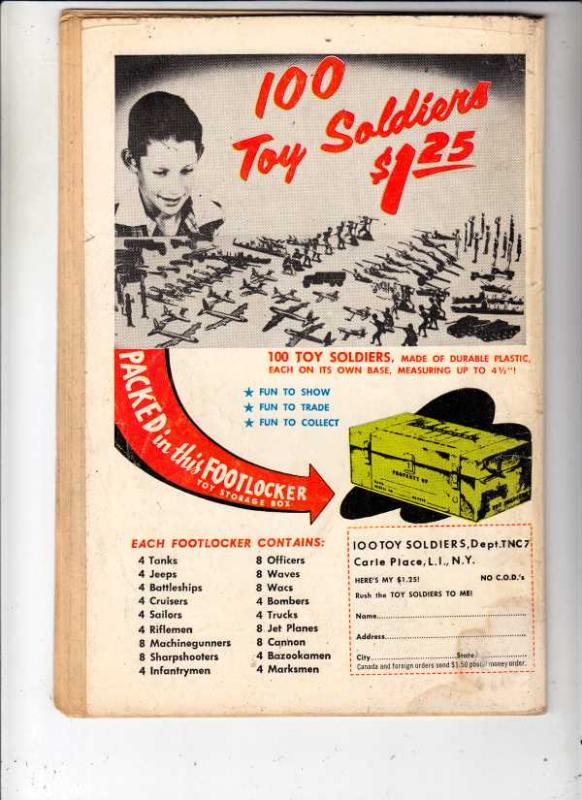 100
Toy Soldiers
$1.25
100 TOY SOLDIERS, MADE OF DURABLE PLASTIC,
EACH ON ITS OWN BASE, MEASURING UP TO 4½"!
★ FUN TO SHOW
★ FUN TO TRADE
★ FUN TO COLLECT
PACKED in this FOOTLOCKER
TOY STORAGE BOX.
PROPERTY OF
EACH FOOTLOCKER CONTAINS:
4 Tanks
4 Jeeps
4 Battleships
4 Cruisers
4 Sailors
4 Riflemen
8 Machinegunners
8 Sharpshooters
4 Infantrymen
8 Officers
8 Waves
8 Wacs
4 Bombers
4 Trucks
8 Jet Planes
8 Cannon
4 Bazookamen
4 Marksmen
100 TOY SOLDIERS, Dept. TNC7
Carle Place, L.I., N.Y.
HERE'S MY $1.25! NO C.O.D.'s
Rush the TOY SOLDIERS TO ME!
Name
Address
City State
Canada and foreign orders send $1.50 postal money order.